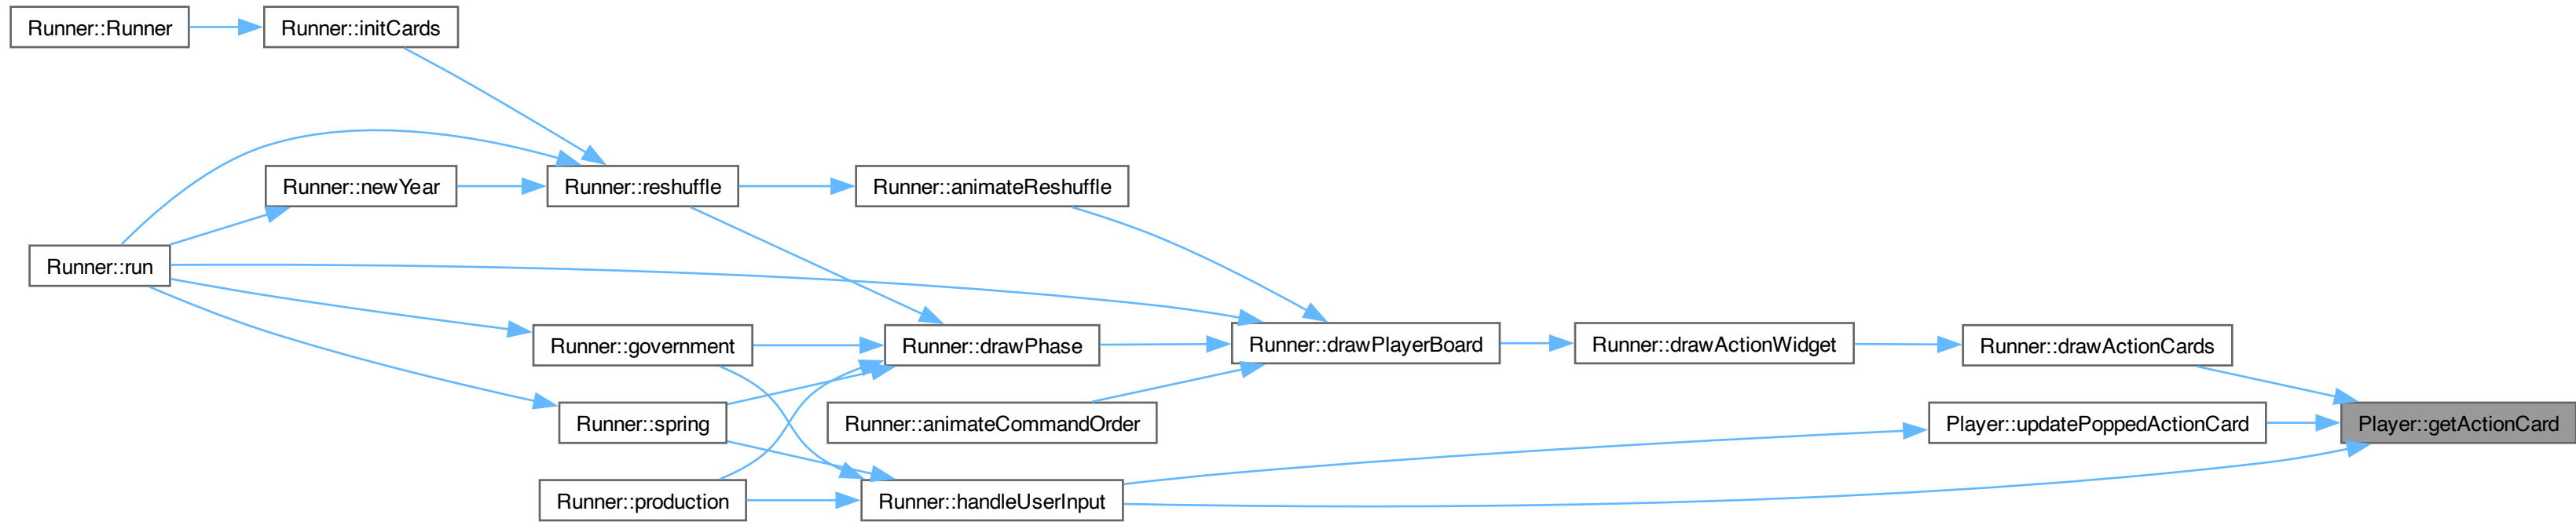 Runner::Runner
Runner::initCards
Runner::newYear
Runner::reshuffle
Runner::animateReshuffle
Runner::run
Runner::government
Runner::drawPhase
Runner::drawPlayerBoard
Runner::drawActionWidget
Runner::drawActionCards
Runner::spring
Runner::animateCommandOrder
Player::updatePoppedActionCard
Player::getActionCard
Runner::production
Runner::handleUserInput